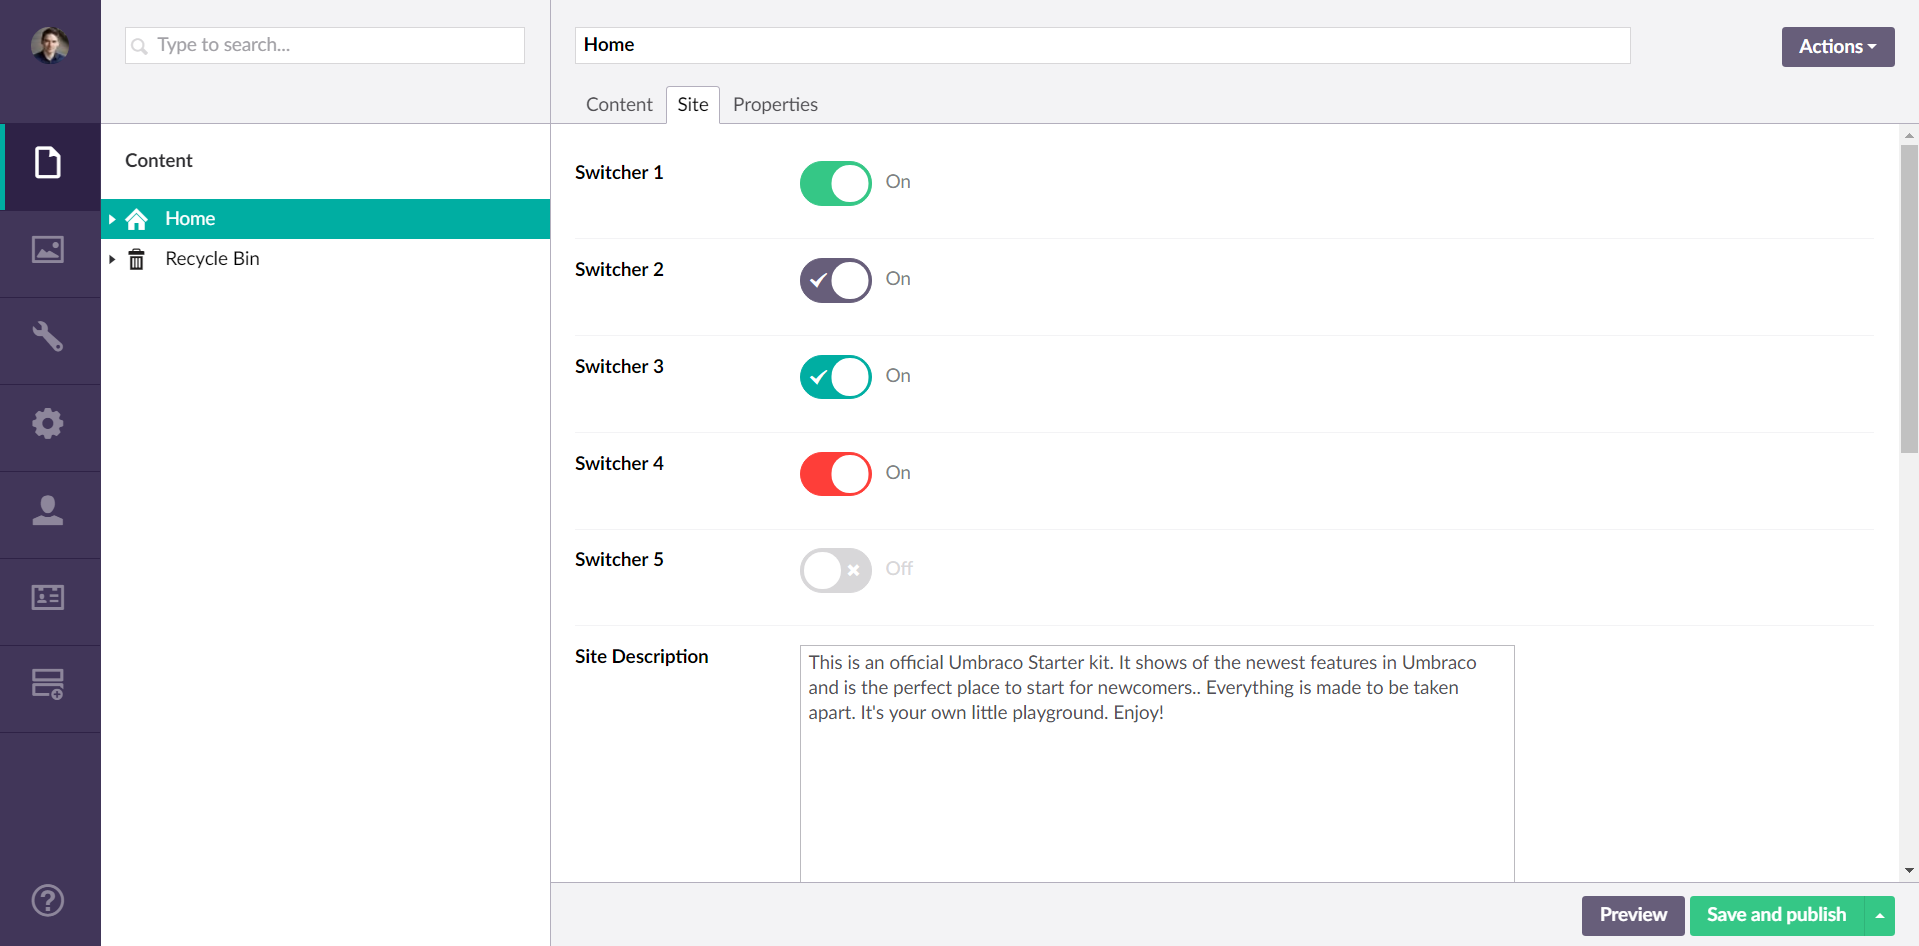 Type to search...
Home
Actions
Content
Site
Properties
Content
Home
Recycle Bin
Switcher 1
On
Switcher 2
On
Switcher 3
On
Switcher 4
On
Switcher 5
Off
Site Description
This is an official Umbraco Starter kit. It shows of the newest features in Umbraco
and is the perfect place to start for newcomers.. Everything is made to be taken
apart. It's your own little playground. Enjoy!
Preview
Save and publish